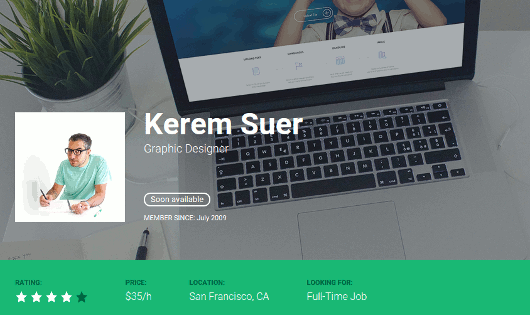 Kerem Suer
Graphic Designer
Soon available
MEMBER SINCE: July 2009
RATING:
PRICE:
LOCATION:
LOOKING FOR:
$35/h
San Francisco, CA
Full-Time Job